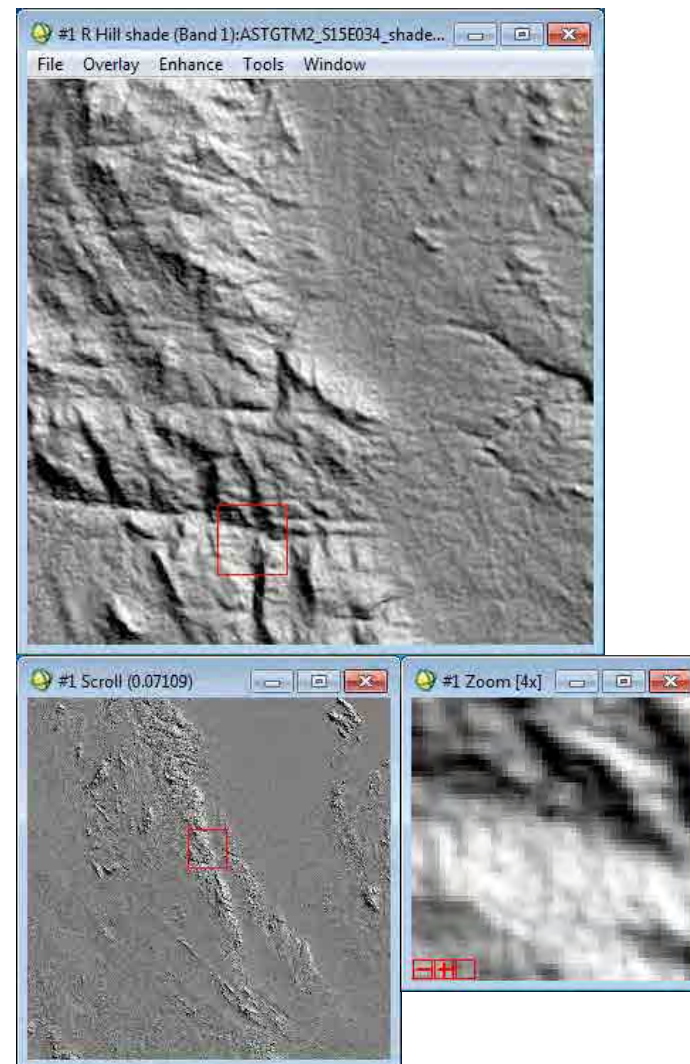 #1 R Hill shade (Band 1):ASTGTM2_S15E034_shade...
File Overlay Enhance Tools Window
#1 Scroll (0.07109)
#1 Zoom [4x]